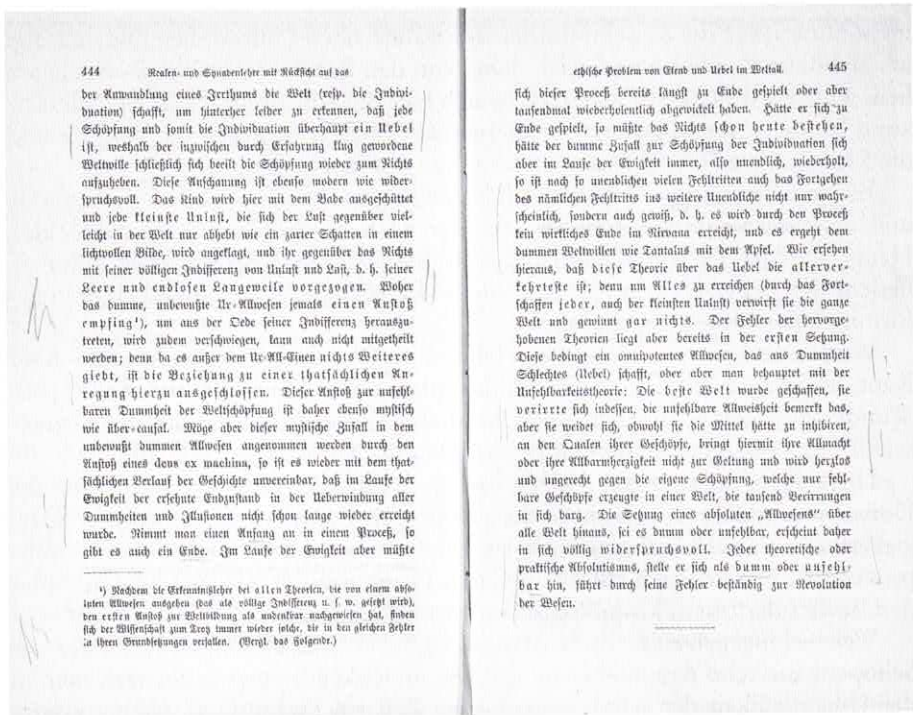 444
Realen- und Synadenlehre mit Rücksicht auf das
der Anwandlung eines Irrthums die Welt (resp. die Indivi-
duation) schafft, um hinterher leider zu erkennen, daß jede
Schöpfung und somit die Individuation überhaupt ein Uebel
ist, weshalb der inzwischen durch Erfahrung klug gewordene
Weltwille schließlich sich beeilt die Schöpfung wieder zum Nichts
aufzuheben. Diese Anschauung ist ebenso modern wie wider-
spruchsvoll. Das Kind wird hier mit dem Bade ausgeschüttet
und jede kleinste Unlust, die sich der Lust gegenüber viel-
leicht in der Welt nur abhebt wie ein zarter Schatten in einem
lichtvollen Bilde, wird angeklagt, und ihr gegenüber das Nichts
mit seiner völligen Indifferenz von Unlust und Lust, d. h. seiner
Leere und endlosen Langeweile vorgezogen. Woher
das dumme, unbewußte Ur-Allwesen jemals einen Anstoß
empfing¹), um aus der Oede seiner Indifferenz herauszu-
treten, wird zudem verschwiegen, kann auch nicht mitgetheilt
werden; denn da es außer dem Ur-All-Einen nichts Weiteres
giebt, ist die Beziehung zu einer thatsächlichen An-
regung hierzu ausgeschlossen. Dieser Anstoß zur unfehl-
baren Dummheit der Weltschöpfung ist daher ebenso mystisch
wie über-causal. Möge aber dieser mystische Zufall in dem
unbewußt dummen Allwesen angenommen werden durch den
Anstoß eines deus ex machina, so ist es wieder mit dem that-
sächlichen Verlauf der Geschichte unvereinbar, daß im Laufe der
Ewigkeit der ersehnte Endzustand in der Ueberwindung aller
Dummheiten und Illusionen nicht schon lange wieder erreicht
wurde. Nimmt man einen Anfang an in einem Proceß, so
gibt es auch ein Ende. Im Laufe der Ewigkeit aber müßte
¹) Nachdem die Erkenntnißlehre bei allen Theorien, die von einem abso-
luten Allwesen ausgehen (das als völlige Indifferenz u. s. w. gesetzt wird),
den ersten Anstoß zur Weltbildung als undenkbar nachgewiesen hat, finden
sich der Wissenschaft zum Trotz immer wieder solche, die in den gleichen Fehler
in ihren Grundsetzungen verfallen. (Vergl. das Folgende.)
ethische Problem von Elend und Uebel im Weltall.
445
sich dieser Proceß bereits längst zu Ende gespielt oder aber
tausendmal wiederholentlich abgewickelt haben. Hätte er sich zu
Ende gespielt, so müßte das Nichts schon heute bestehen,
hätte der dumme Zufall zur Schöpfung der Individuation sich
aber im Laufe der Ewigkeit immer, also unendlich, wiederholt,
so ist nach so unendlichen vielen Fehltritten auch das Fortgehen
des nämlichen Fehltritts ins weitere Unendliche nicht nur wahr-
scheinlich, sondern auch gewiß, d. h. es wird durch den Proceß
kein wirkliches Ende im Nirvana erreicht, und es ergeht dem
dummen Weltwillen wie Tantalus mit dem Apfel. Wir ersehen
hieraus, daß diese Theorie über das Uebel die allerver-
kehrteste ist; denn um Alles zu erreichen (durch das Fort-
schaffen jeder, auch der kleinsten Unlust) verwirft sie die ganze
Welt und gewinnt gar nichts. Der Fehler der hervorge-
hobenen Theorien liegt aber bereits in der ersten Setzung.
Diese bedingt ein omnipotentes Allwesen, das aus Dummheit
Schlechtes (Uebel) schafft, oder aber man behauptet mit der
Unfehlbarkeitstheorie: Die beste Welt wurde geschaffen, sie
verirrte sich indessen, die unfehlbare Allweisheit bemerkt das,
aber sie weidet sich, obwohl sie die Mittel hätte zu inhibiren,
an den Qualen ihrer Geschöpfe, bringt hiermit ihre Allmacht
oder ihre Allbarmherzigkeit nicht zur Geltung und wird herzlos
und ungerecht gegen die eigene Schöpfung, welche nur fehl-
bare Geschöpfe erzeugte in einer Welt, die tausend Verirrungen
in sich barg. Die Setzung eines absoluten „Allwesens“ über
alle Welt hinaus, sei es dumm oder unfehlbar, erscheint daher
in sich völlig widerspruchsvoll. Jeder theoretische oder
praktische Absolutismus, stelle er sich als dumm oder unfehl-
bar hin, führt durch seine Fehler beständig zur Revolution
der Wesen.